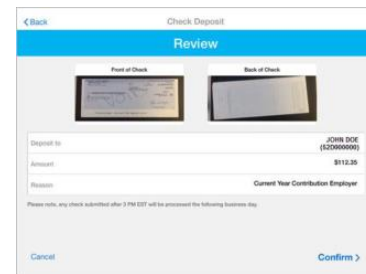 Back
Check Deposit
Review
Front of Check
Back of Check
Deposit to
JOHN DOE
(52D000000)
Amount
$112.35
Reason
Current Year Contribution Employer
Please note, any check submitted after 3 PM EDT will be processed the following business day.
Cancel
Confirm >